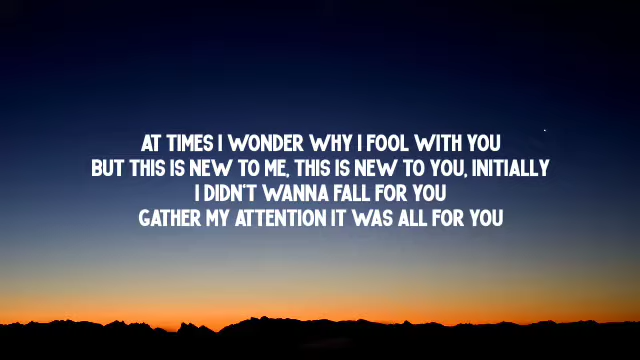 AT TIMES I WONDER WHY I FOOL WITH YOU
BUT THIS IS NEW TO ME, THIS IS NEW TO YOU, INITIALLY
I DIDN'T WANNA FALL FOR YOU
GATHER MY ATTENTION IT WAS ALL FOR YOU